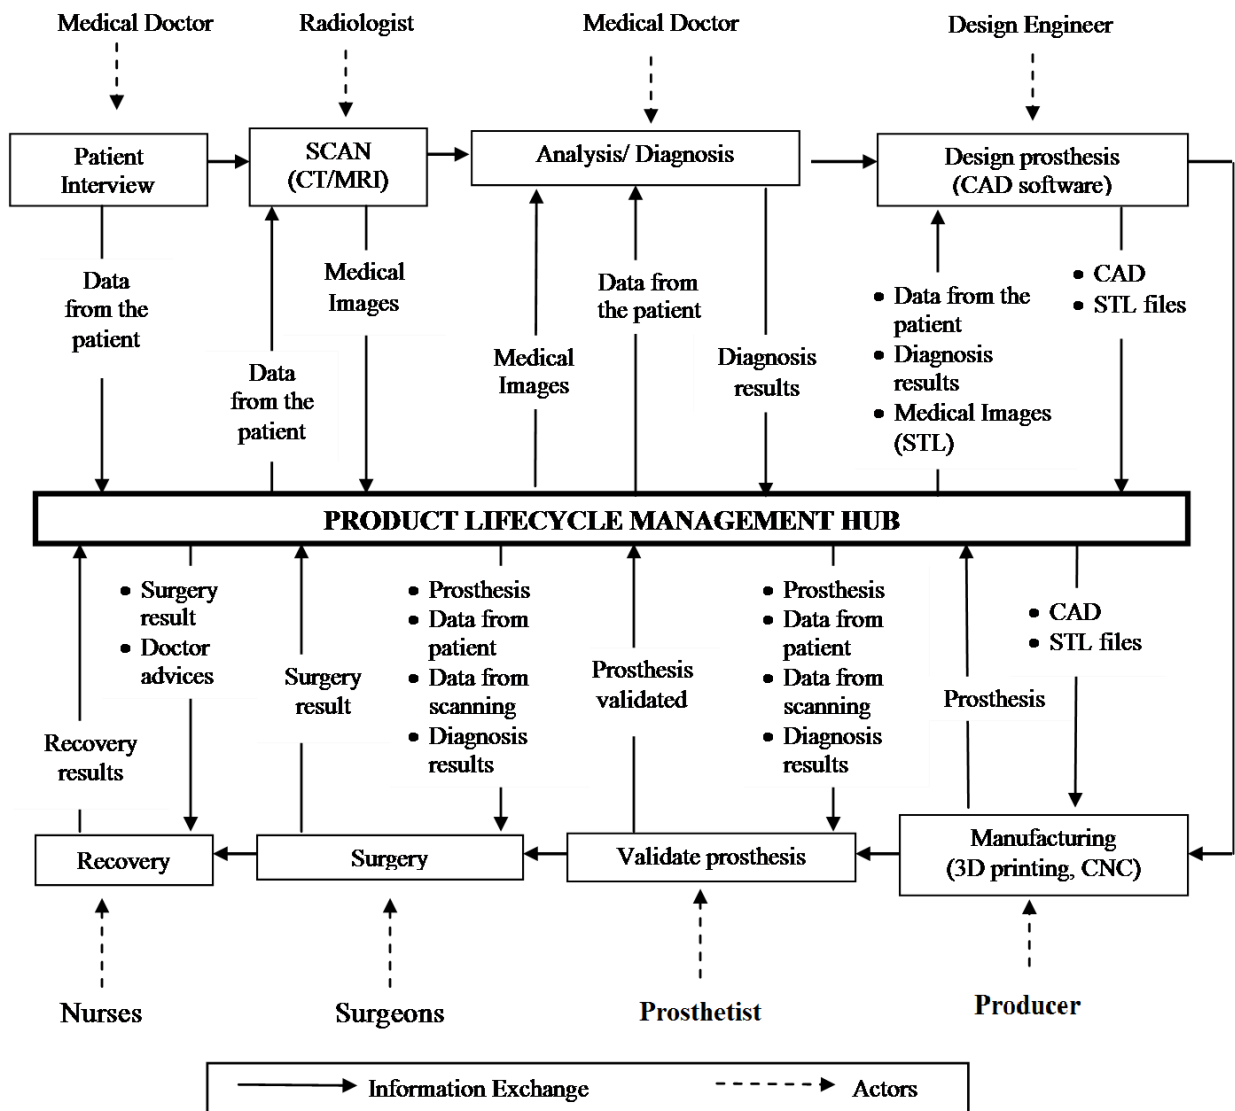 Medical Doctor
Radiologist
Medical Doctor
Design Engineer
Patient
Interview
SCAN
(CT/MRI)
Analysis/ Diagnosis
Design prosthesis
(CAD software)
Data
from the
patient
Data
from the
patient
Medical
Images
Medical
Images
Data from
the patient
Diagnosis
results
• Data from the
patient
• Diagnosis
results
• Medical Images
(STL)
• CAD
• STL files
PRODUCT LIFECYCLE MANAGEMENT HUB
Recovery
results
• Surgery
result
• Doctor
advices
Surgery
result
• Prosthesis
• Data from
patient
• Data from
scanning
• Diagnosis
results
Prosthesis
validated
• Prosthesis
• Data from
patient
• Data from
scanning
• Diagnosis
results
Prosthesis
• CAD
• STL files
Recovery
Surgery
Validate prosthesis
Manufacturing
(3D printing, CNC)
Nurses
Surgeons
Prosthetist
Producer
Information Exchange
Actors